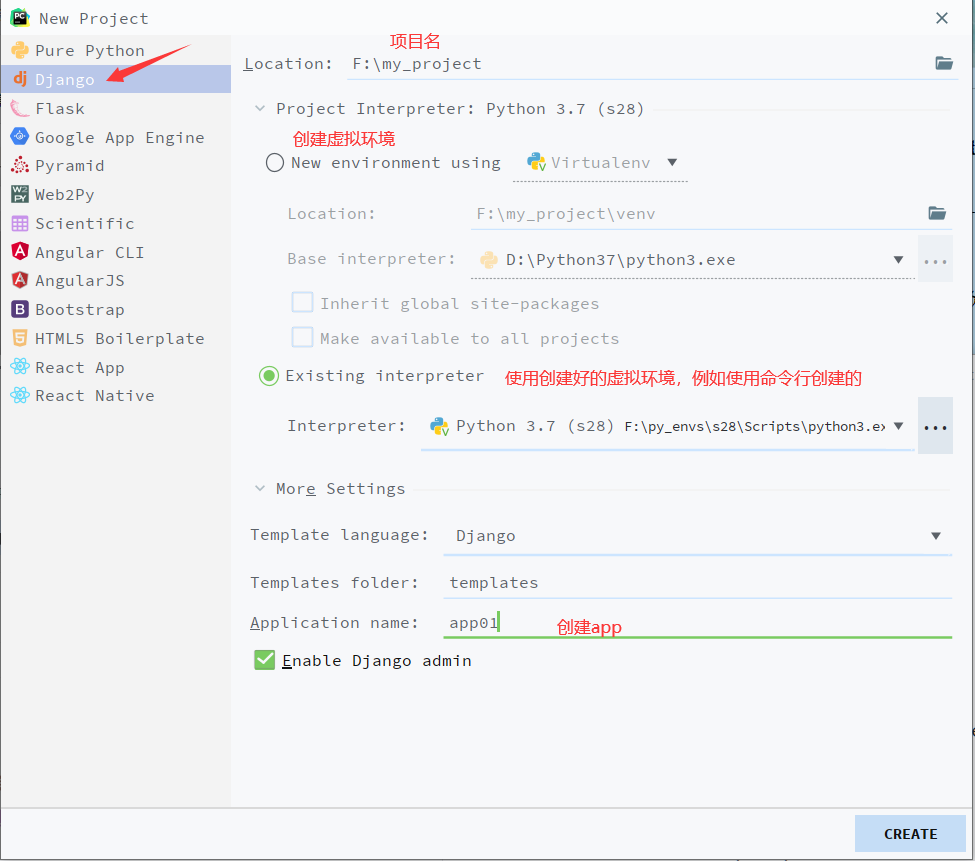 New Project
Pure Python
Django
Flask
Google App Engine
Pyramid
Web2Py
Scientific
Angular CLI
AngularJS
Bootstrap
HTML5 Boilerplate
React App
React Native
项目名
Location: F:\my_project
Project Interpreter: Python 3.7 (s28)
创建虚拟环境
New environment using Virtualenv
Location: F:\my_project\venv
Base interpreter: D:\Python37\python3.exe
Inherit global site-packages
Make available to all projects
Existing interpreter 使用创建好的虚拟环境，例如使用命令行创建的
Interpreter: Python 3.7 (s28) F:\py_envs\s28\Scripts\python3.ex
More Settings
Template language: Django
Templates folder: templates
Application name: app01 创建app
Enable Django admin
CREATE